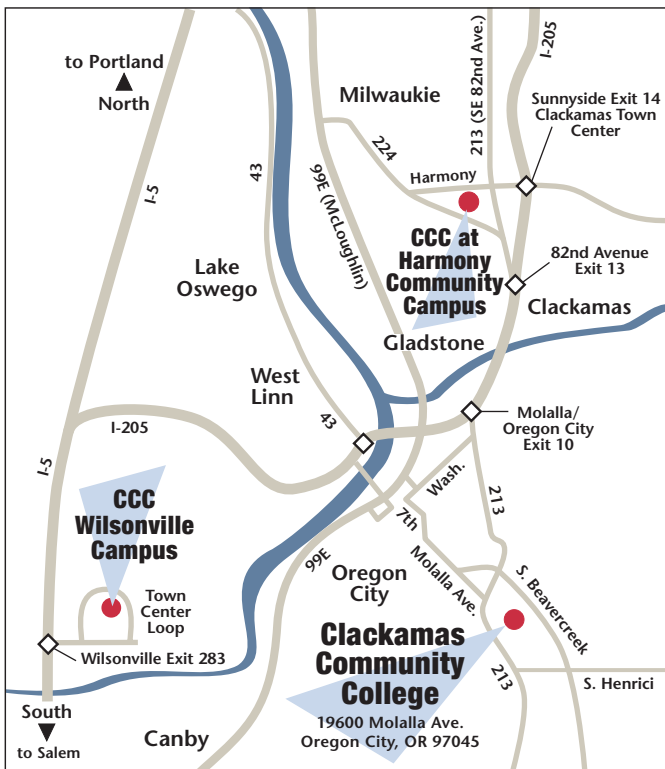 to Portland
North
I-5
43
99E (McLoughlin)
Milwaukie
224
213 (SE 82nd Ave.)
I-205
Sunnyside Exit 14
Clackamas Town
Center
Harmony
CCC at
Harmony
Community
Campus
82nd Avenue
Exit 13
Clackamas
Lake
Oswego
Gladstone
West
Linn
43
I-205
Molalla/
Oregon City
Exit 10
I-5
CCC
Wilsonville
Campus
Wash.
213
7th
99E
Oregon
City
Molalla Ave.
S. Beavercreek
Town
Center
Loop
Wilsonville Exit 283
Clackamas
Community
College
19600 Molalla Ave.
Oregon City, OR 97045
213
S. Henrici
South
to Salem
Canby